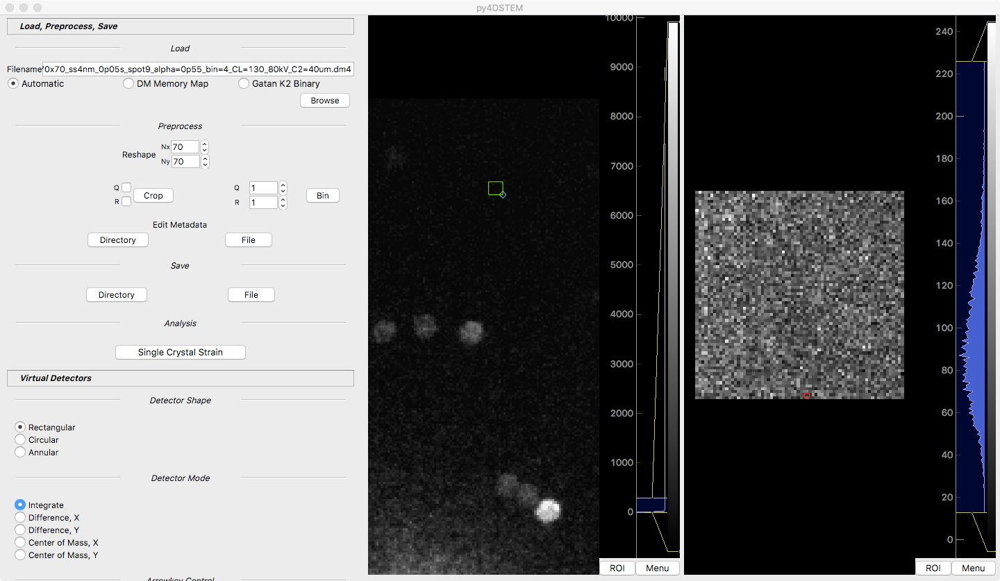 py4DSTEM
Load, Preprocess, Save
Load
Filename 0x70_ss4nm_0p05s_spot9_alpha=0p55_bin=4_CL=130_80kV_C2=40um.dm4
Automatic DM Memory Map Gatan K2 Binary
Browse
Preprocess
Reshape Nx 70
Ny 70
Q Crop Q 1 Bin
R R 1
Edit Metadata
Directory File
Save
Directory File
Analysis
Single Crystal Strain
Virtual Detectors
Detector Shape
Rectangular
Circular
Annular
Detector Mode
Integrate
Difference, X
Difference, Y
Center of Mass, X
Center of Mass, Y
Arrowkey Control
10000
9000
8000
7000
6000
5000
4000
3000
2000
1000
0
ROI Menu
240
220
200
180
160
140
120
100
80
60
40
20
0
ROI Menu